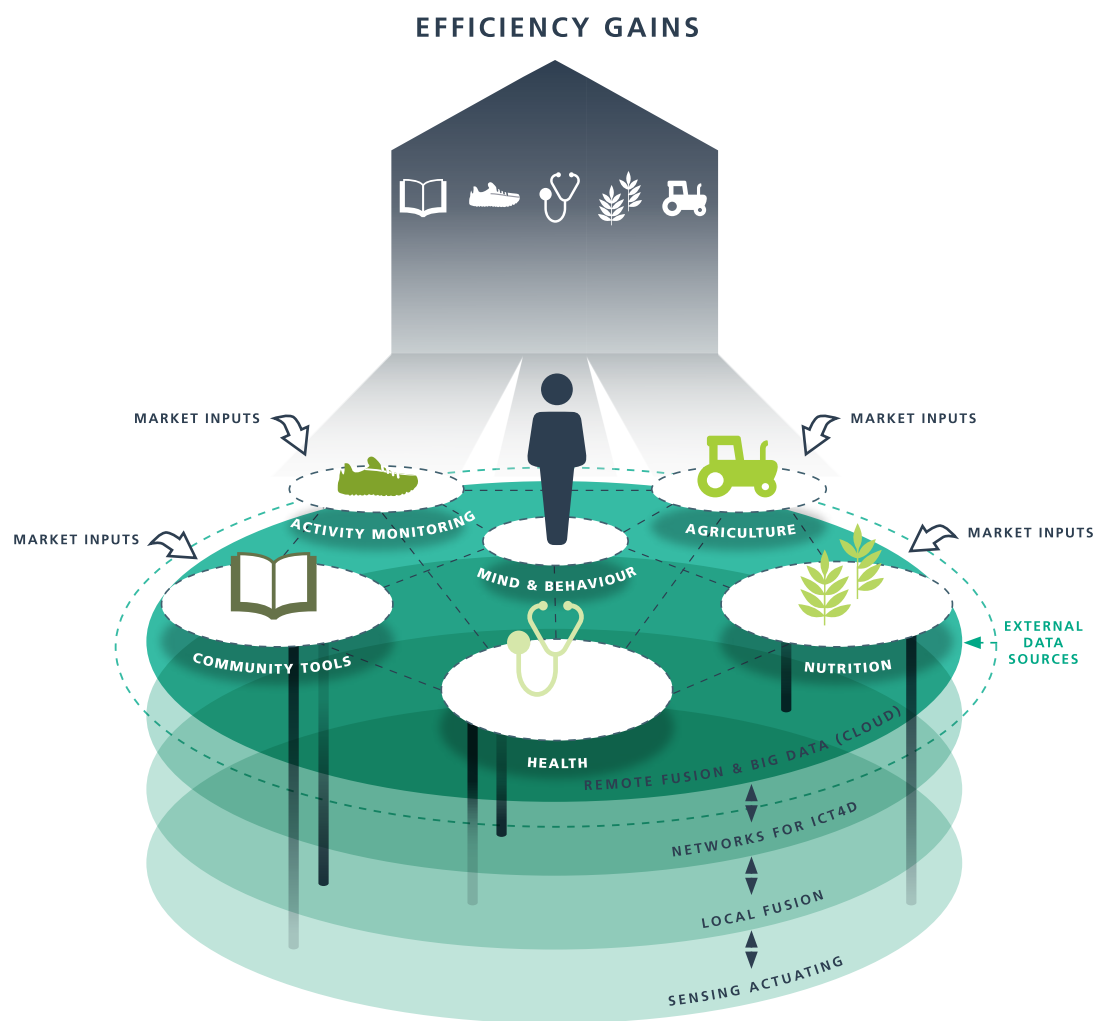 EFFICIENCY GAINS
MARKET INPUTS
MARKET INPUTS
ACTIVITY MONITORING
AGRICULTURE
MARKET INPUTS
MARKET INPUTS
MIND & BEHAVIOUR
EXTERNAL
DATA
SOURCES
COMMUNITY TOOLS
NUTRITION
HEALTH
REMOTE FUSION & BIG DATA (CLOUD)
NETWORKS FOR ICT4D
LOCAL FUSION
SENSING ACTUATING